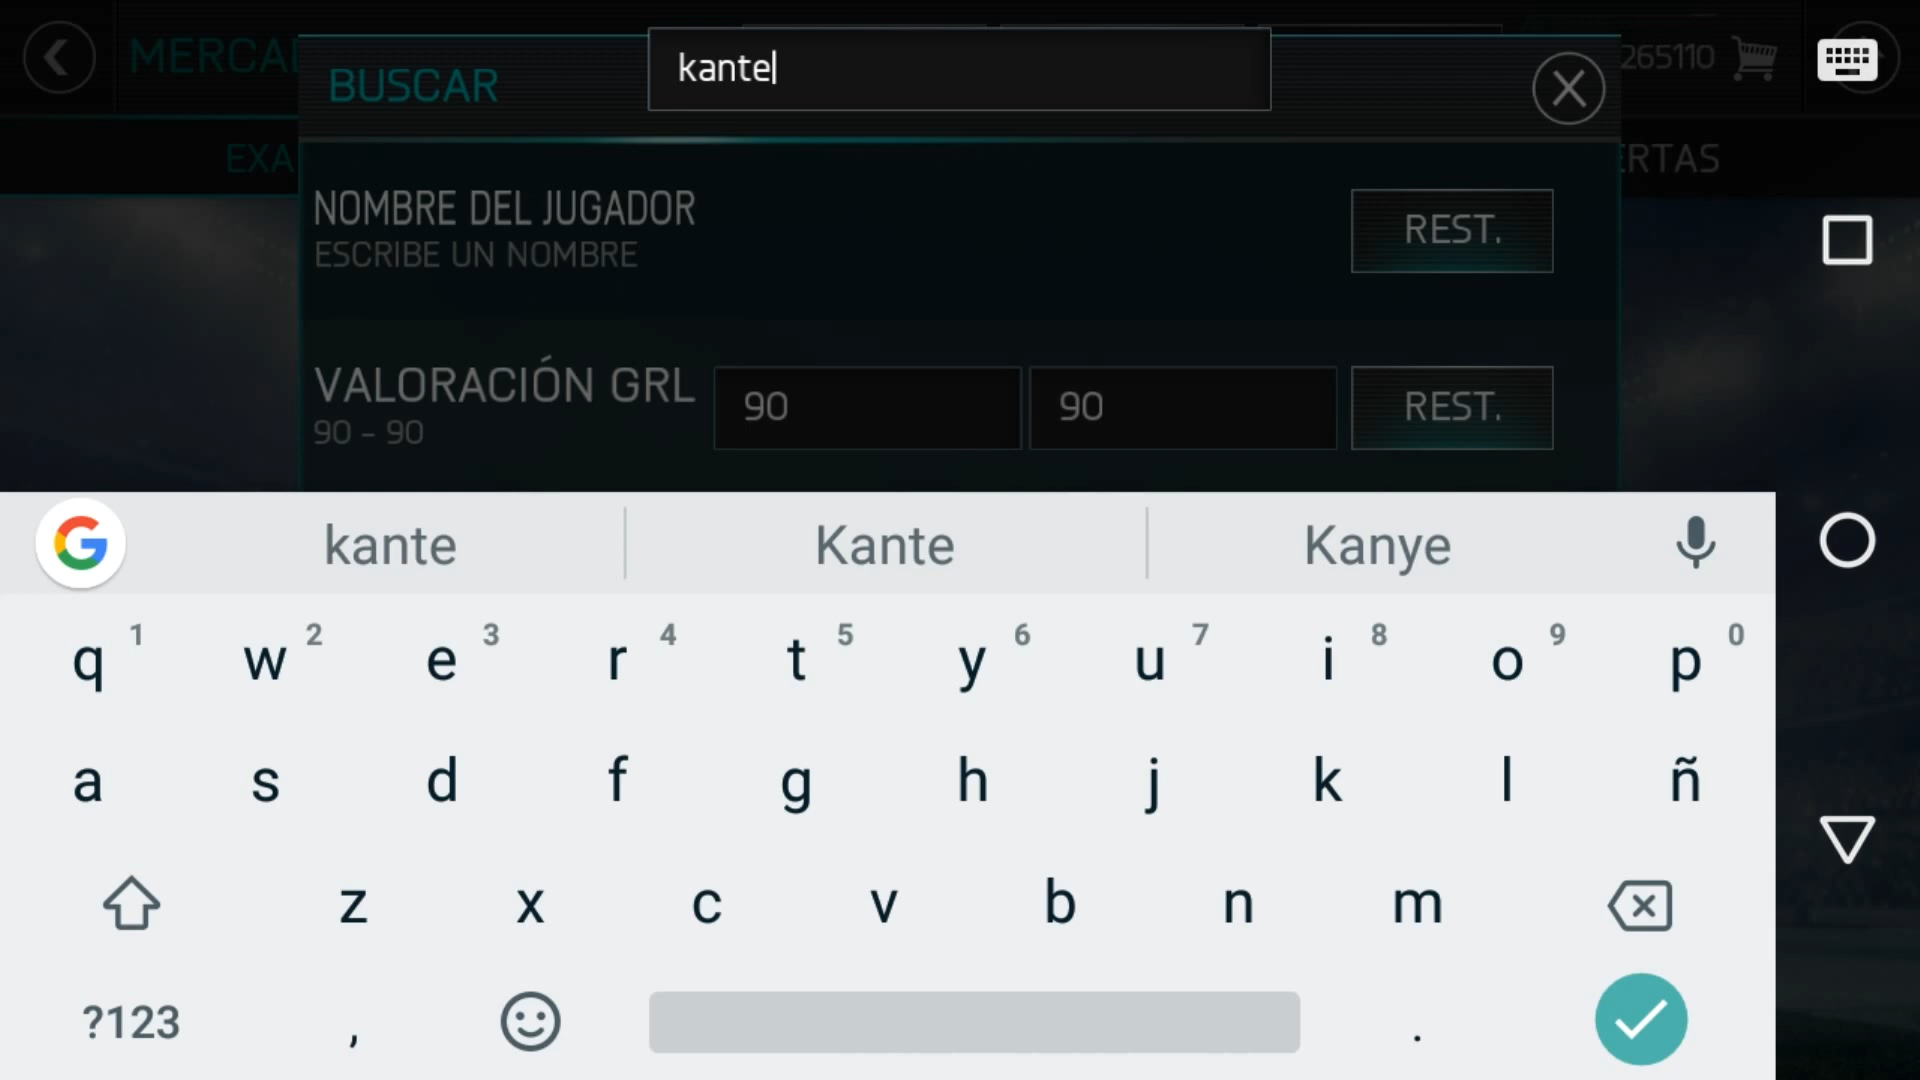 MERCA
BUSCAR
kante
265110
EXA
ERTAS
NOMBRE DEL JUGADOR
ESCRIBE UN NOMBRE
REST.
VALORACIÓN GRL
90 - 90
90
90
REST.
kante
Kante
Kanye
q 1 w 2 e 3 r 4 t 5 y 6 u 7 i 8 o 9 p 0
a s d f g h j k l ñ
z x c v b n m
?123 , .